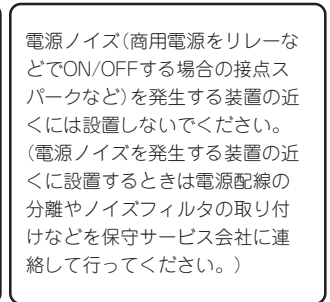 電源ノイズ(商用電源をリレーな
どでON/OFFする場合の接点ス
パークなど)を発生する装置の近
くには設置しないでください。
(電源ノイズを発生する装置の近
くに設置するときは電源配線の
分離やノイズフィルタの取り付
けなどを保守サービス会社に連
絡して行ってください。)